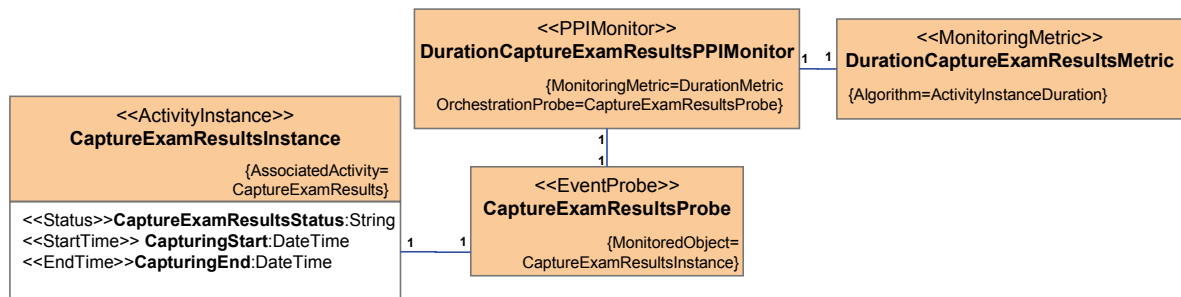 <<PPIMonitor>>
DurationCaptureExamResultsPPIMonitor
{MonitoringMetric=DurationMetric
OrchestrationProbe=CaptureExamResultsProbe}
1
1
<<MonitoringMetric>>
DurationCaptureExamResultsMetric
{Algorithm=ActivityInstanceDuration}
<<ActivityInstance>>
CaptureExamResultsInstance
{AssociatedActivity=
CaptureExamResults}
<<Status>>CaptureExamResultsStatus:String
<<StartTime>> CapturingStart:DateTime
<<EndTime>>CapturingEnd:DateTime
1
1
1
1
<<EventProbe>>
CaptureExamResultsProbe
{MonitoredObject=
CaptureExamResultsInstance}